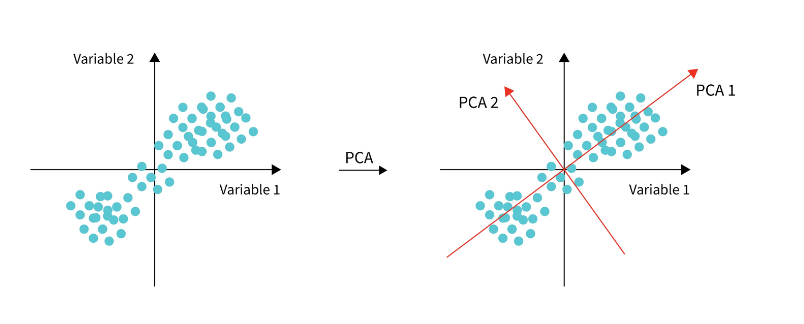 Variable 2
Variable 1
PCA
Variable 2
PCA 1
PCA 2
Variable 1